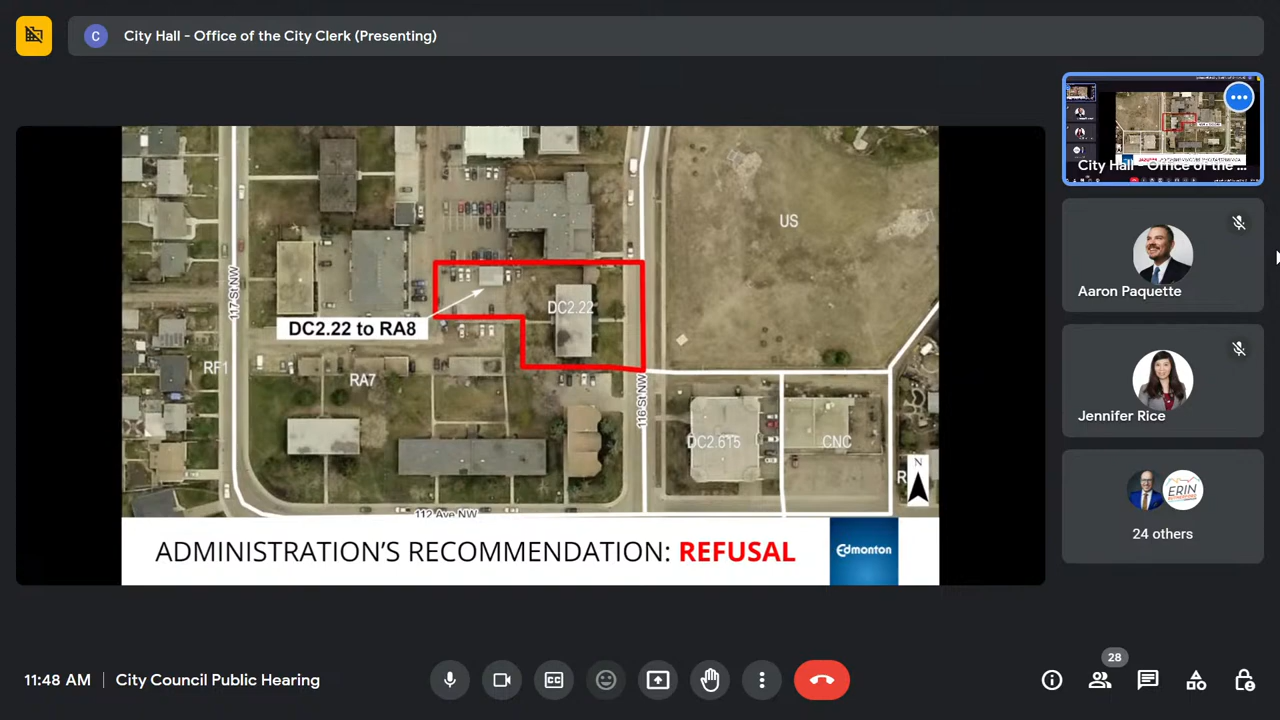 C
City Hall - Office of the City Clerk (Presenting)
City Hall - Office of the ...
US
117 St NW
DC2.22
DC2.22 to RA8
RF1
RA7
116 St NW
DC2.615
CNC
R
N
112 Ave NW
ADMINISTRATION'S RECOMMENDATION: REFUSAL
Edmonton
Aaron Paquette
Jennifer Rice
ERIN
24 others
11:48 AM
City Council Public Hearing
CC
28